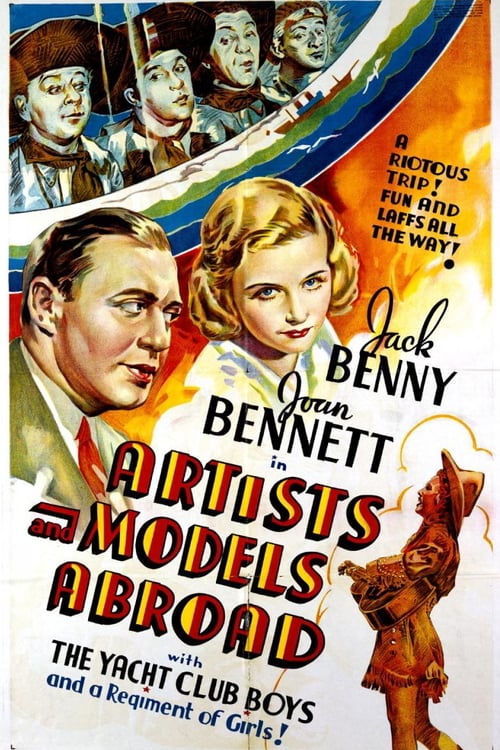 A
RIOTOUS
TRIP!
FUN AND
LAFFS ALL
THE WAY!
Jack
BENNY
Joan
BENNETT
in
ARTISTS
and MODELS
ABROAD
with
THE YACHT CLUB BOYS
and a Regiment of Girls!